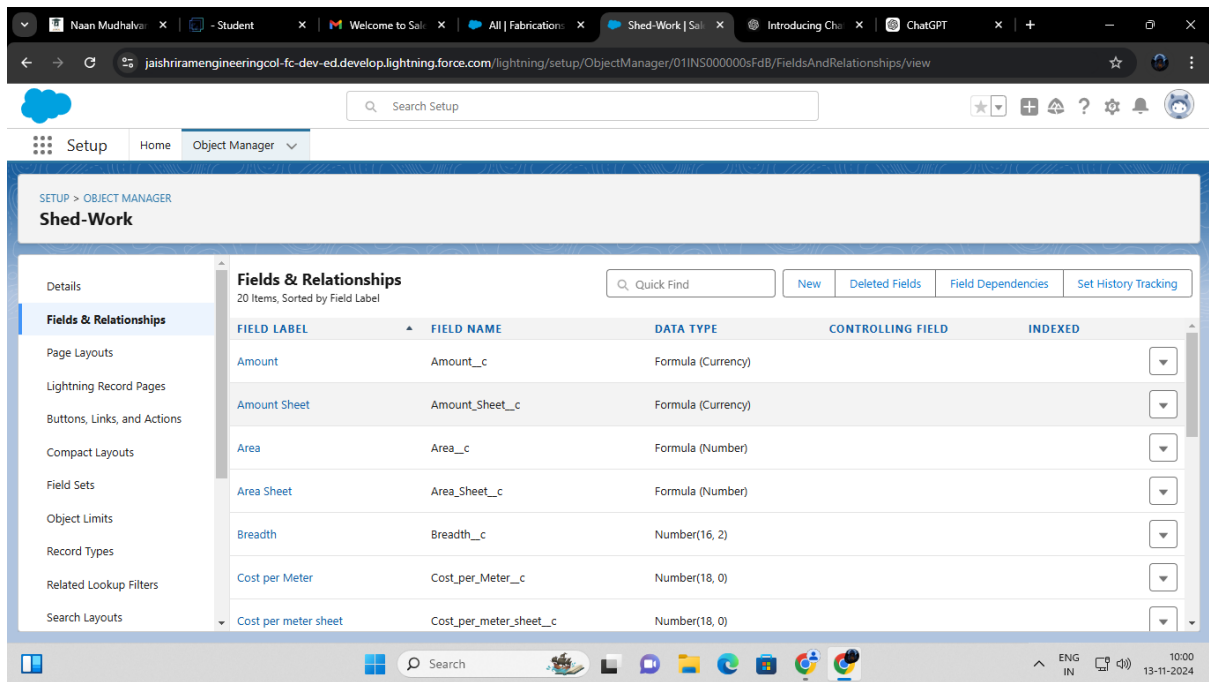 Naan Mudhalvar
- Student
Welcome to Sale
All | Fabrications
Shed-Work | Sal
Introducing Cha
ChatGPT
jaishriramengineeringcol-fc-dev-ed.develop.lightning.force.com/lightning/setup/ObjectManager/01INS000000sFdB/FieldsAndRelationships/view
Search Setup
Setup
Home
Object Manager
SETUP > OBJECT MANAGER
Shed-Work
Details
Fields & Relationships
Page Layouts
Lightning Record Pages
Buttons, Links, and Actions
Compact Layouts
Field Sets
Object Limits
Record Types
Related Lookup Filters
Search Layouts
Fields & Relationships
20 Items, Sorted by Field Label
Quick Find
New
Deleted Fields
Field Dependencies
Set History Tracking
FIELD LABEL FIELD NAME DATA TYPE CONTROLLING FIELD INDEXED
Amount Amount__c Formula (Currency)
Amount Sheet Amount_Sheet__c Formula (Currency)
Area Area__c Formula (Number)
Area Sheet Area_Sheet__c Formula (Number)
Breadth Breadth__c Number(16, 2)
Cost per Meter Cost_per_Meter__c Number(18, 0)
Cost per meter sheet Cost_per_meter_sheet__c Number(18, 0)
Search
ENG
IN
10:00
13-11-2024